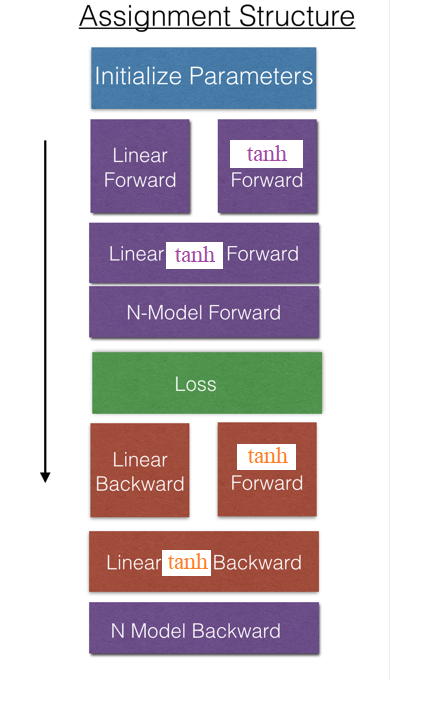 Assignment Structure
Initialize Parameters
Linear
Forward
tanh
Forward
Linear tanh Forward
N-Model Forward
Loss
Linear
Backward
tanh
Forward
Linear tanh Backward
N Model Backward